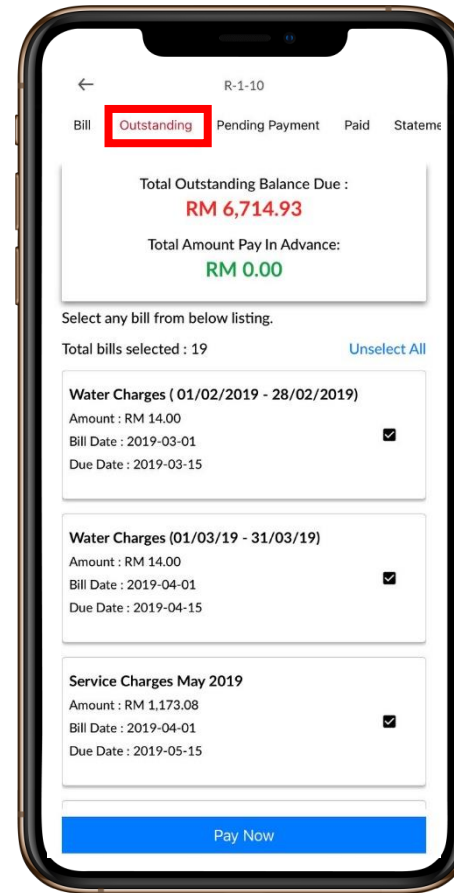 R-1-10
Bill Outstanding Pending Payment Paid Stateme
Total Outstanding Balance Due :
RM 6,714.93
Total Amount Pay In Advance:
RM 0.00
Select any bill from below listing.
Total bills selected : 19 Unselect All
Water Charges ( 01/02/2019 - 28/02/2019)
Amount : RM 14.00
Bill Date : 2019-03-01
Due Date : 2019-03-15
Water Charges (01/03/19 - 31/03/19)
Amount : RM 14.00
Bill Date : 2019-04-01
Due Date : 2019-04-15
Service Charges May 2019
Amount : RM 1,173.08
Bill Date : 2019-04-01
Due Date : 2019-05-15
Pay Now